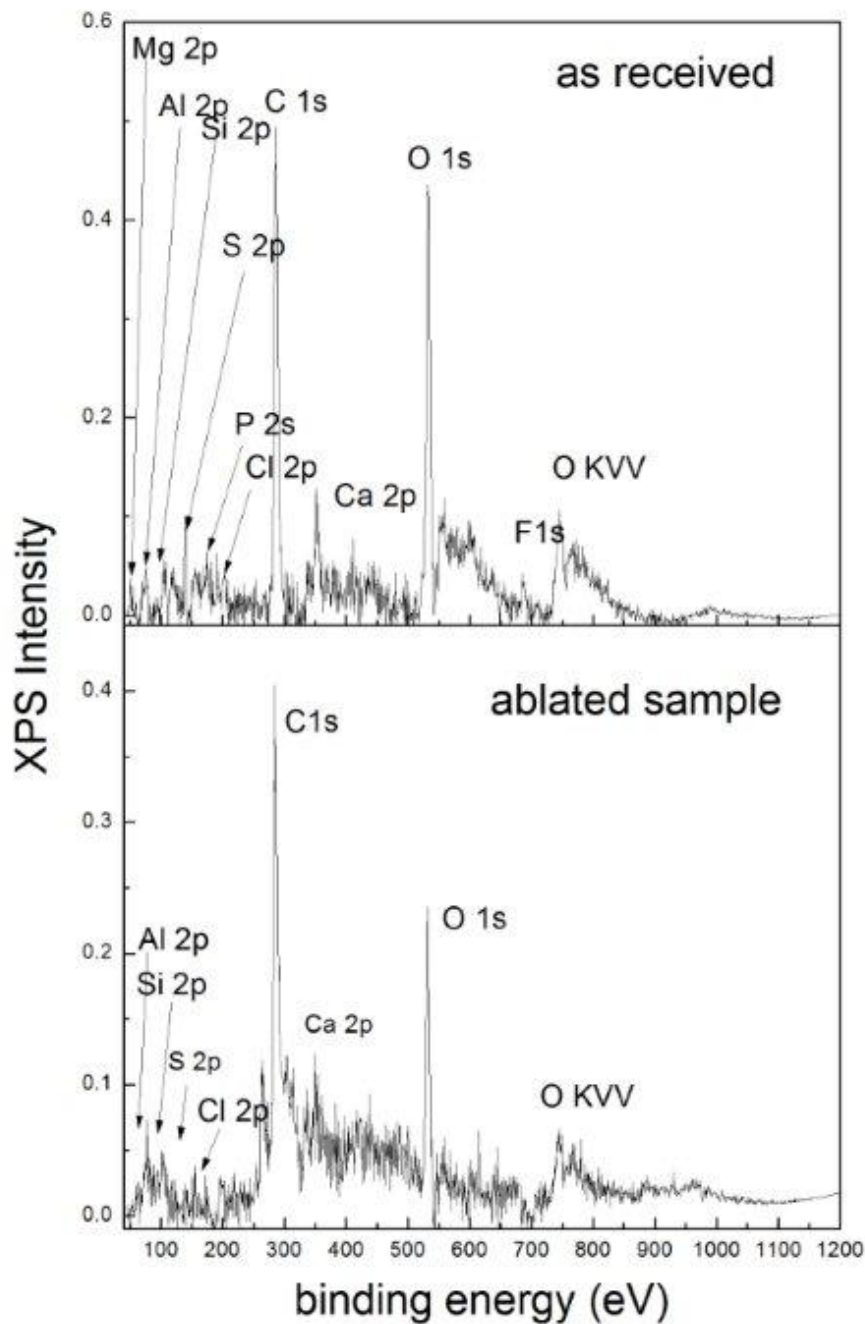 0.6
Mg 2p
as received
Al 2p
C 1s
Si 2p
O 1s
0.4
S 2p
0.2
P 2s
Cl 2p
Ca 2p
O KVV
F1s
0.0
XPS Intensity
0.4
ablated sample
C1s
0.3
O 1s
0.2
Al 2p
Si 2p
Ca 2p
S 2p
0.1
Cl 2p
O KVV
0.0
100 200 300 400 500 600 700 800 900 1000 1100 1200
binding energy (eV)